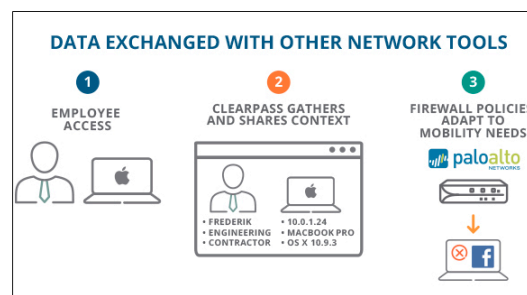 DATA EXCHANGED WITH OTHER NETWORK TOOLS
1
EMPLOYEE
ACCESS
2
CLEARPASS GATHERS
AND SHARES CONTEXT
• FREDERIK
• ENGINEERING
• CONTRACTOR
• 10.0.1.24
• MACBOOK PRO
• OS X 10.9.3
3
FIREWALL POLICIES
ADAPT TO
MOBILITY NEEDS
paloalto
NETWORKS
f